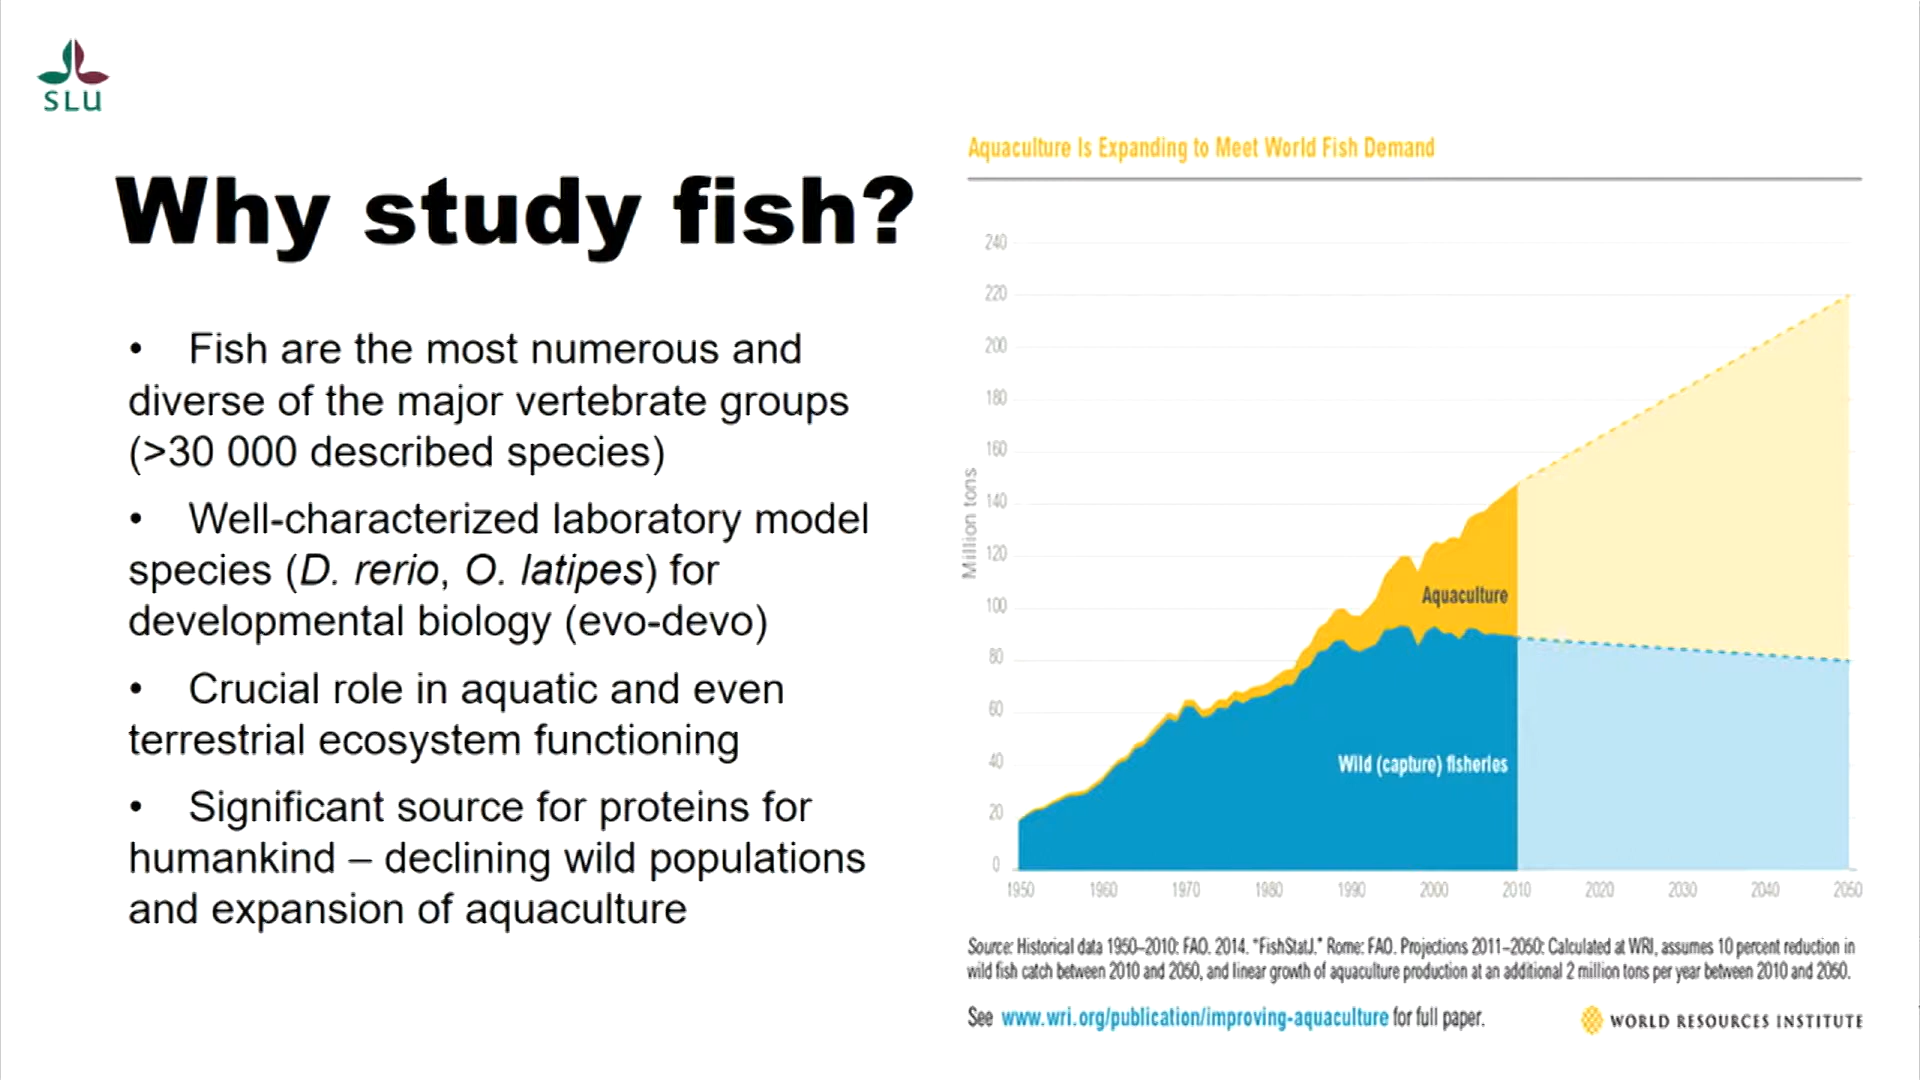 SLU
Why study fish?
• Fish are the most numerous and
diverse of the major vertebrate groups
(>30 000 described species)
• Well-characterized laboratory model
species (D. rerio, O. latipes) for
developmental biology (evo-devo)
• Crucial role in aquatic and even
terrestrial ecosystem functioning
• Significant source for proteins for
humankind – declining wild populations
and expansion of aquaculture
Aquaculture Is Expanding to Meet World Fish Demand
240
220
200
180
160
140
120
100
80
60
40
20
0
Million tons
Aquaculture
Wild (capture) fisheries
1950 1960 1970 1980 1990 2000 2010 2020 2030 2040 2050
Source: Historical data 1950–2010: FAO. 2014. "FishStatJ." Rome: FAO. Projections 2011–2050: Calculated at WRI, assumes 10 percent reduction in
wild fish catch between 2010 and 2050, and linear growth of aquaculture production at an additional 2 million tons per year between 2010 and 2050.
See www.wri.org/publication/improving-aquaculture for full paper.
WORLD RESOURCES INSTITUTE